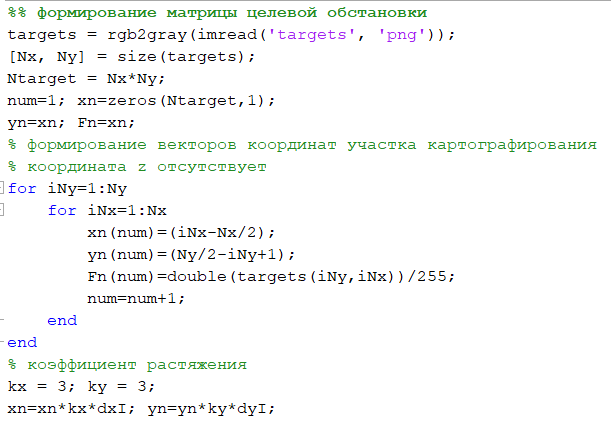 %% формирование матрицы целевой обстановки
targets = rgb2gray(imread('targets', 'png'));
[Nx, Ny] = size(targets);
Ntarget = Nx*Ny;
num=1; xn=zeros(Ntarget,1);
yn=xn; Fn=xn;
% формирование векторов координат участка картографирования
% координата z отсутствует
for iNy=1:Ny
    for iNx=1:Nx
        xn(num)=(iNx-Nx/2);
        yn(num)=(Ny/2-iNy+1);
        Fn(num)=double(targets(iNy,iNx))/255;
        num=num+1;
    end
end
% коэффициент растяжения
kx = 3; ky = 3;
xn=xn*kx*dxI; yn=yn*ky*dyI;